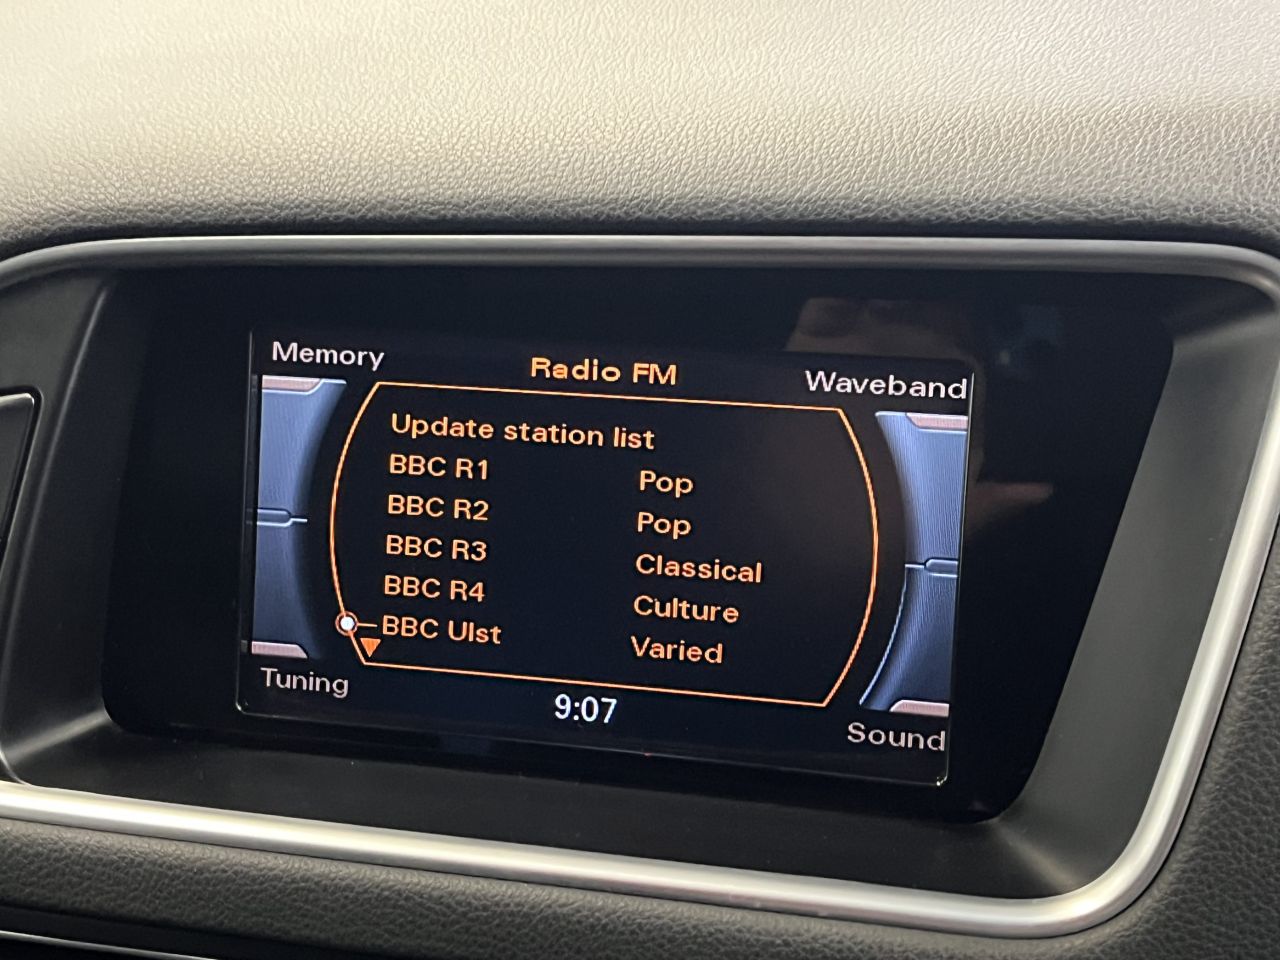 Memory
Radio FM
Waveband
Update station list
BBC R1 Pop
BBC R2 Pop
BBC R3 Classical
BBC R4 Culture
BBC Ulst Varied
Tuning
9:07
Sound